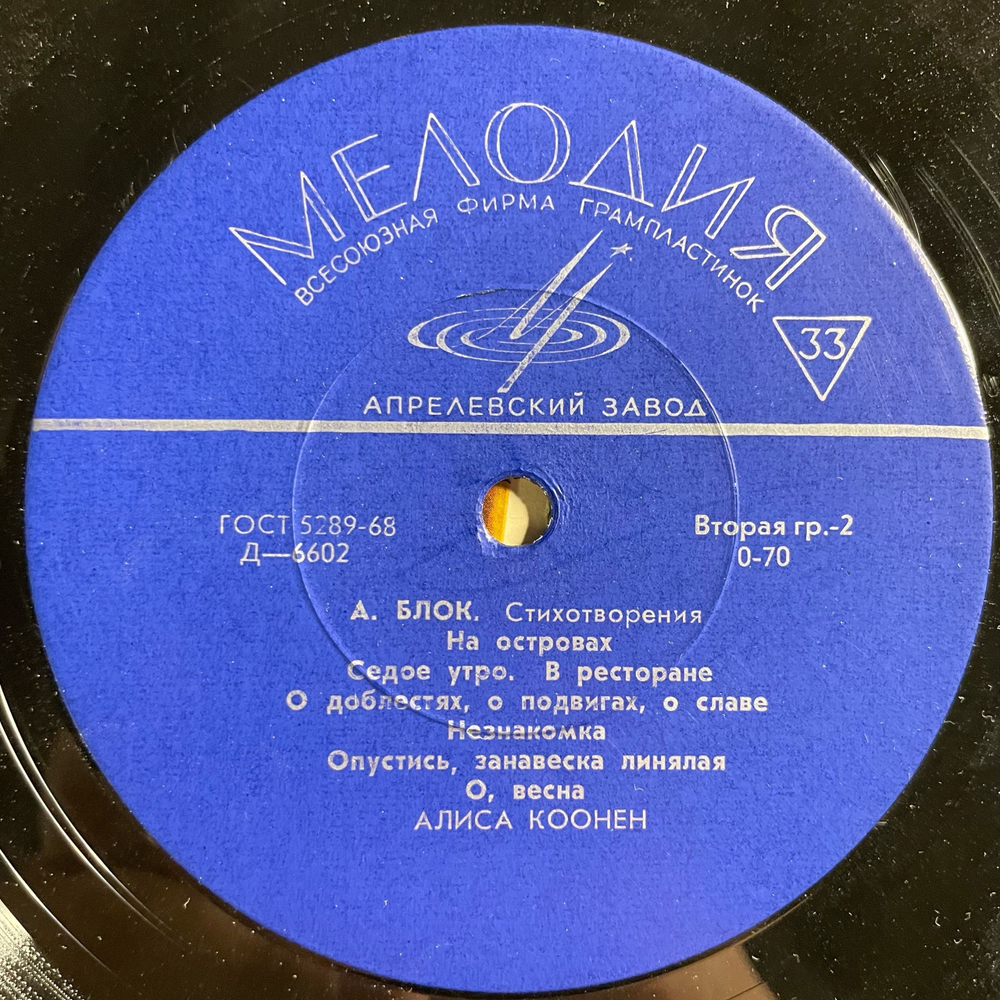 МЕЛОДИЯ
ВСЕСОЮЗНАЯ ФИРМА ГРАМПЛАСТИНОК
33
АПРЕЛЕВСКИЙ ЗАВОД
ГОСТ 5289-68
Д—6602
Вторая гр.-2
0-70
А. БЛОК. Стихотворения
На островах
Седое утро. В ресторане
О доблестях, о подвигах, о славе
Незнакомка
Опустись, занавеска линялая
О, весна
АЛИСА КООНЕН